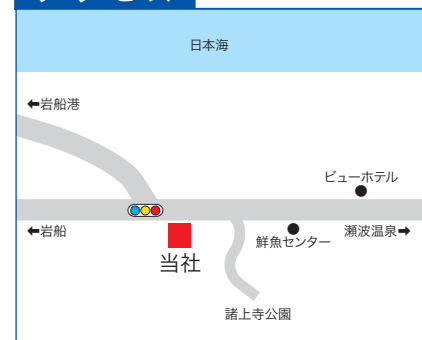 日本海
←岩船港
ビューホテル
←岩船
鮮魚センター
瀬波温泉→
当社
諸上寺公園